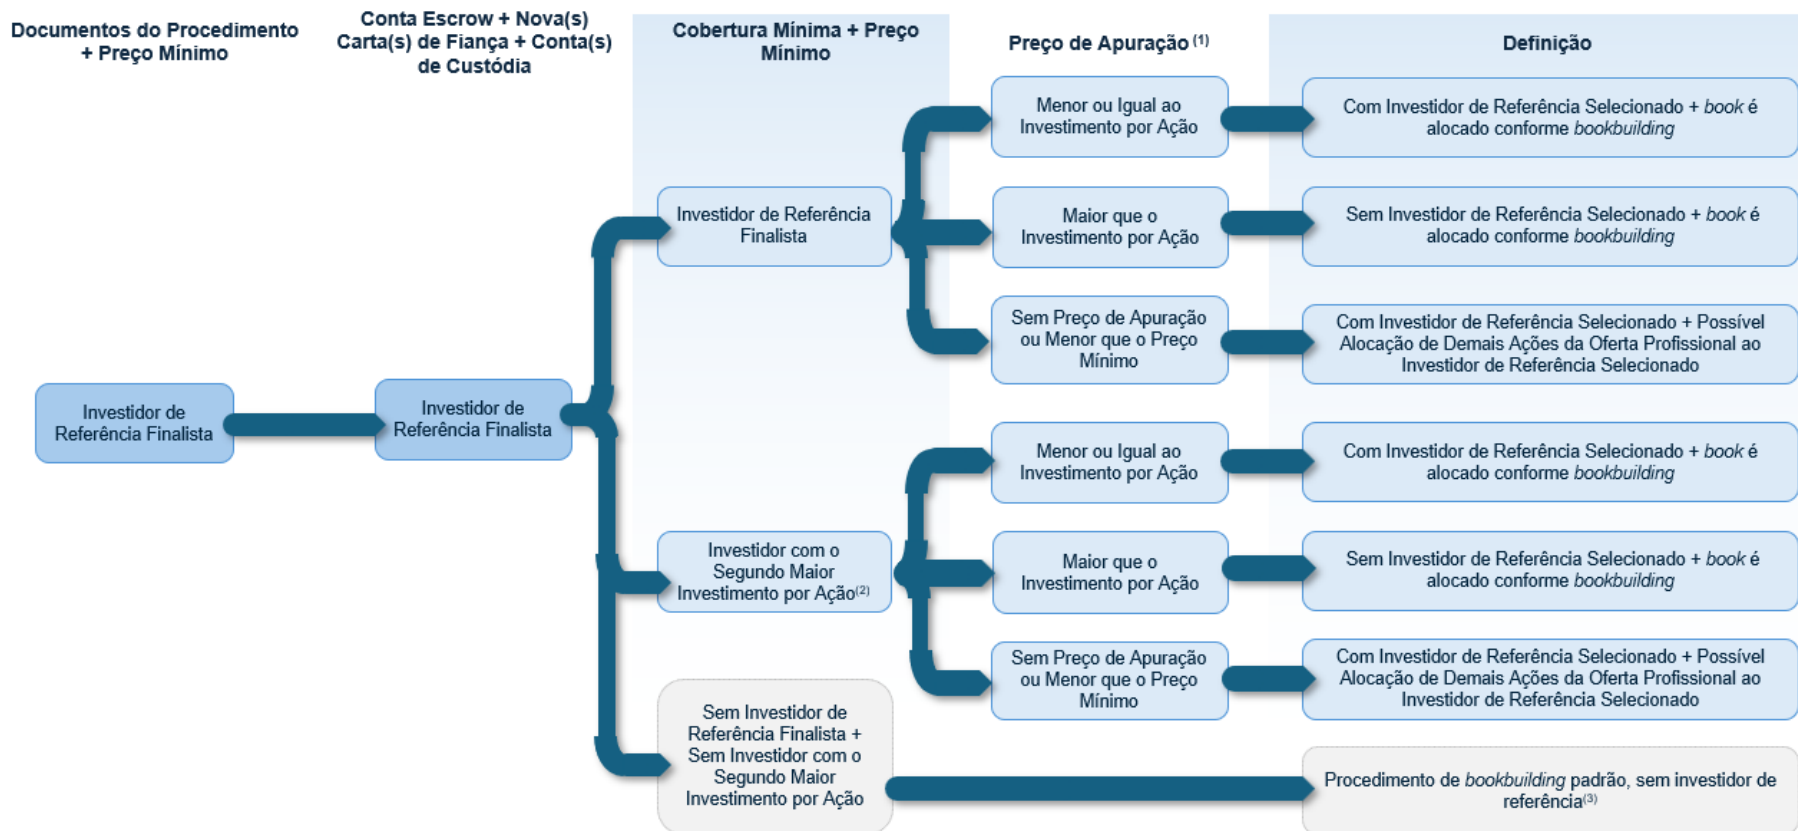 Documentos do Procedimento
+ Preço Mínimo
Conta Escrow + Nova(s)
Carta(s) de Fiança + Conta(s)
de Custódia
Cobertura Mínima + Preço
Mínimo
Preço de Apuração (1)
Definição
Investidor de
Referência Finalista
Investidor de
Referência Finalista
Investidor de Referência
Finalista
Menor ou Igual ao
Investimento por Ação
Com Investidor de Referência Selecionado + book é
alocado conforme bookbuilding
Maior que o
Investimento por Ação
Sem Investidor de Referência Selecionado + book é
alocado conforme bookbuilding
Sem Preço de Apuração
ou Menor que o Preço
Mínimo
Com Investidor de Referência Selecionado + Possível
Alocação de Demais Ações da Oferta Profissional ao
Investidor de Referência Selecionado
Investidor com o
Segundo Maior
Investimento por Ação(2)
Menor ou Igual ao
Investimento por Ação
Com Investidor de Referência Selecionado + book é
alocado conforme bookbuilding
Maior que o
Investimento por Ação
Sem Investidor de Referência Selecionado + book é
alocado conforme bookbuilding
Sem Preço de Apuração
ou Menor que o Preço
Mínimo
Com Investidor de Referência Selecionado + Possível
Alocação de Demais Ações da Oferta Profissional ao
Investidor de Referência Selecionado
Sem Investidor de
Referência Finalista +
Sem Investidor com o
Segundo Maior
Investimento por Ação
Procedimento de bookbuilding padrão, sem investidor de
referência(3)